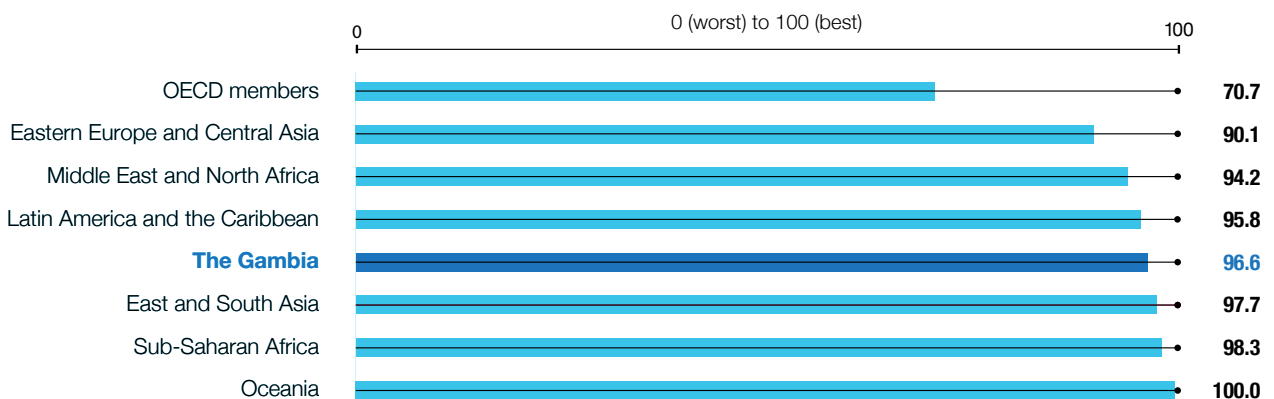 0 (worst) to 100 (best)
0 100
OECD members 70.7
Eastern Europe and Central Asia 90.1
Middle East and North Africa 94.2
Latin America and the Caribbean 95.8
The Gambia 96.6
East and South Asia 97.7
Sub-Saharan Africa 98.3
Oceania 100.0